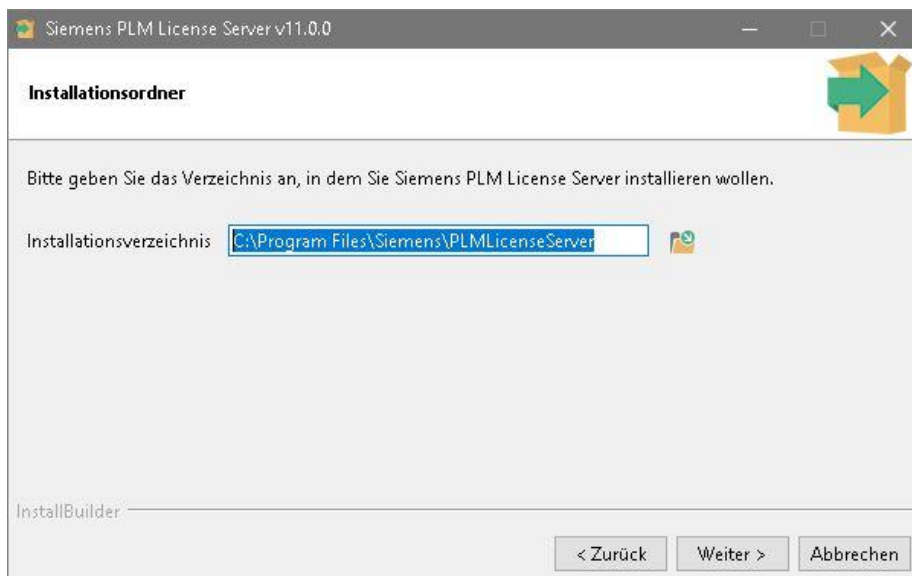 Siemens PLM License Server v11.0.0
Installationsordner
Bitte geben Sie das Verzeichnis an, in dem Sie Siemens PLM License Server installieren wollen.
Installationsverzeichnis C:\Program Files\Siemens\PLMLicenseServer
InstallBuilder
< Zurück Weiter > Abbrechen